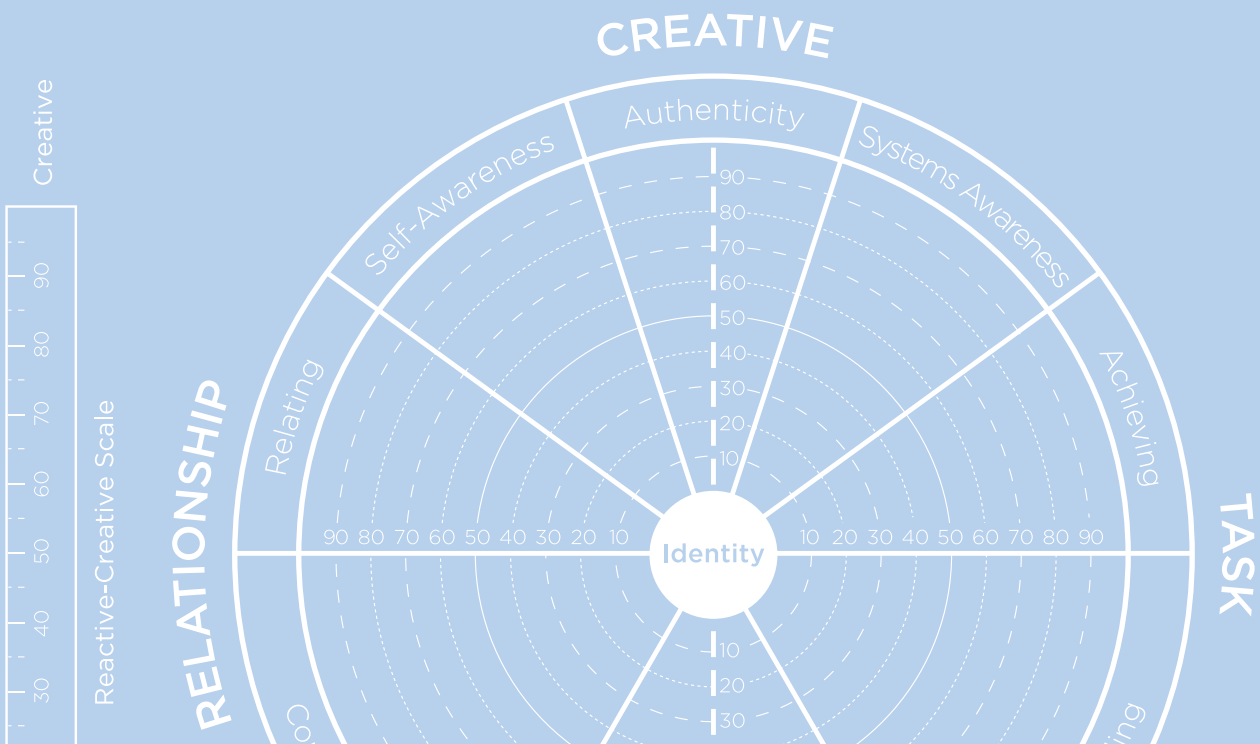 CREATIVE
Authenticity
Self-Awareness
Systems Awareness
Relating
Achieving
RELATIONSHIP
TASK
Identity
90
80
70
60
50
40
30
20
10
90 80 70 60 50 40 30 20 10
10 20 30 40 50 60 70 80 90
10
20
30
Creative
90
80
70
60
50
40
30
Reactive-Creative Scale